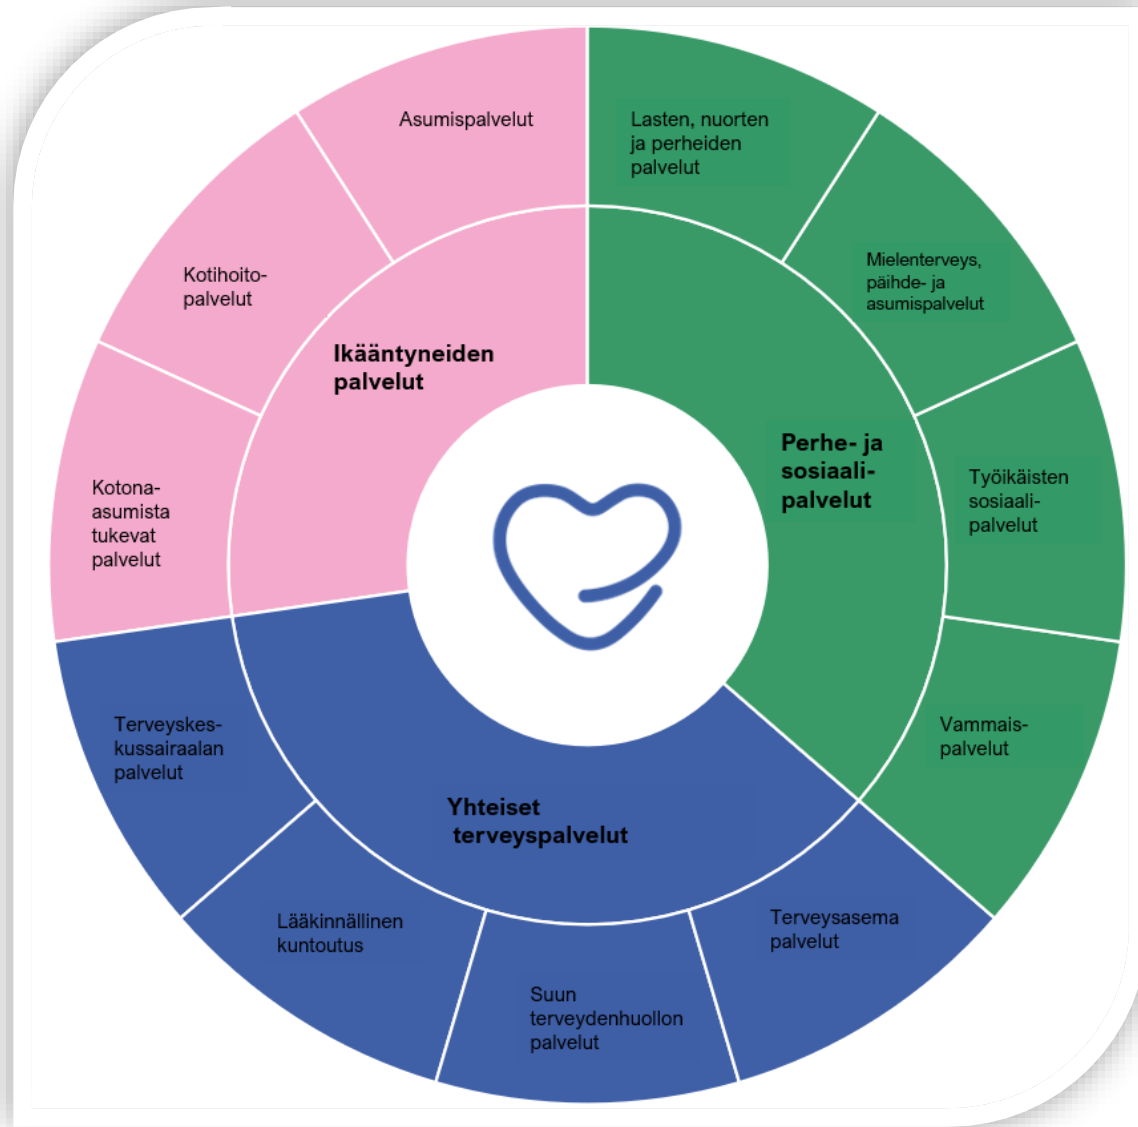 Asumispalvelut
Lasten, nuorten
ja perheiden
palvelut
Kotihoito-
palvelut
Mielenterveys,
päihde- ja
asumispalvelut
Ikääntyneiden
palvelut
Perhe- ja
sosiaali-
palvelut
Kotona-
asumista
tukevat
palvelut
Työikäisten
sosiaali-
palvelut
Terveyskes-
kussairaalan
palvelut
Vammais-
palvelut
Yhteiset
terveyspalvelut
Lääkinnällinen
kuntoutus
Terveysasema
palvelut
Suun
terveydenhuollon
palvelut